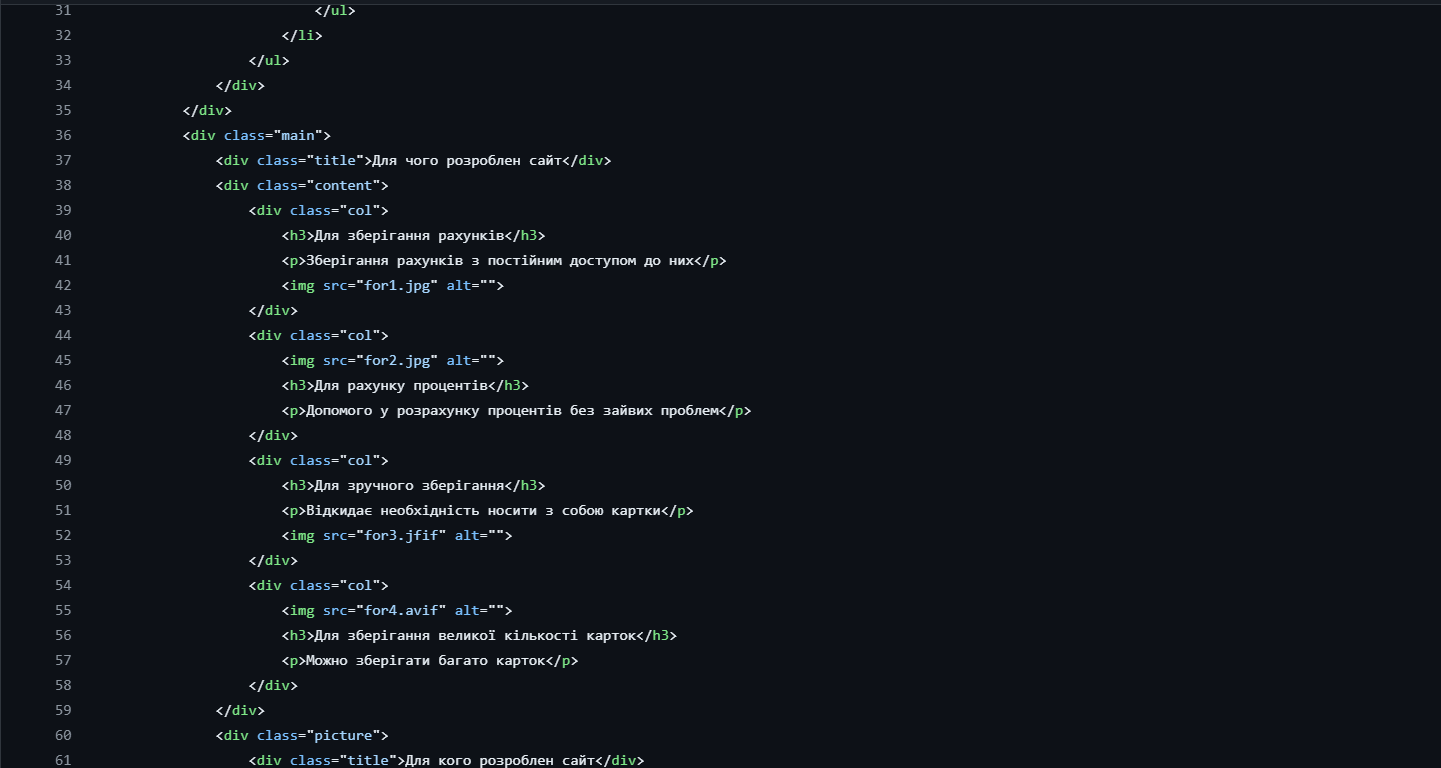 31 </ul>
32 </li>
33 </ul>
34 </div>
35 </div>
36 <div class="main">
37 <div class="title">Для чого розроблен сайт</div>
38 <div class="content">
39 <div class="col">
40 <h3>Для зберігання рахунків</h3>
41 <p>Зберігання рахунків з постійним доступом до них</p>
42 <img src="for1.jpg" alt="">
43 </div>
44 <div class="col">
45 <img src="for2.jpg" alt="">
46 <h3>Для рахунку процентів</h3>
47 <p>Допомого у розрахунку процентів без зайвих проблем</p>
48 </div>
49 <div class="col">
50 <h3>Для зручного зберігання</h3>
51 <p>Відкидає необхідність носити з собою картки</p>
52 <img src="for3.jfif" alt="">
53 </div>
54 <div class="col">
55 <img src="for4.avif" alt="">
56 <h3>Для зберігання великої кількості карток</h3>
57 <p>Можно зберігати багато карток</p>
58 </div>
59 </div>
60 <div class="picture">
61 <div class="title">Для кого розроблен сайт</div>